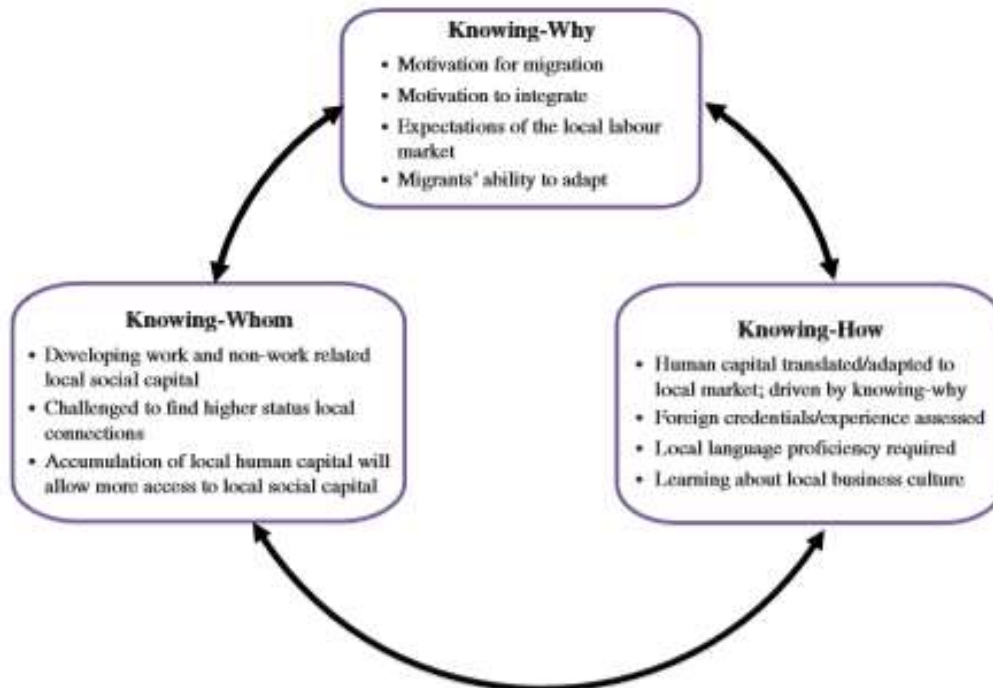 Knowing-Why
• Motivation for migration
• Motivation to integrate
• Expectations of the local labour
market
• Migrants' ability to adapt
Knowing-Whom
• Developing work and non-work related
local social capital
• Challenged to find higher status local
connections
• Accumulation of local human capital will
allow more access to local social capital
Knowing-How
• Human capital translated/adapted to
local market; driven by knowing-why
• Foreign credentials/experience assessed
• Local language proficiency required
• Learning about local business culture